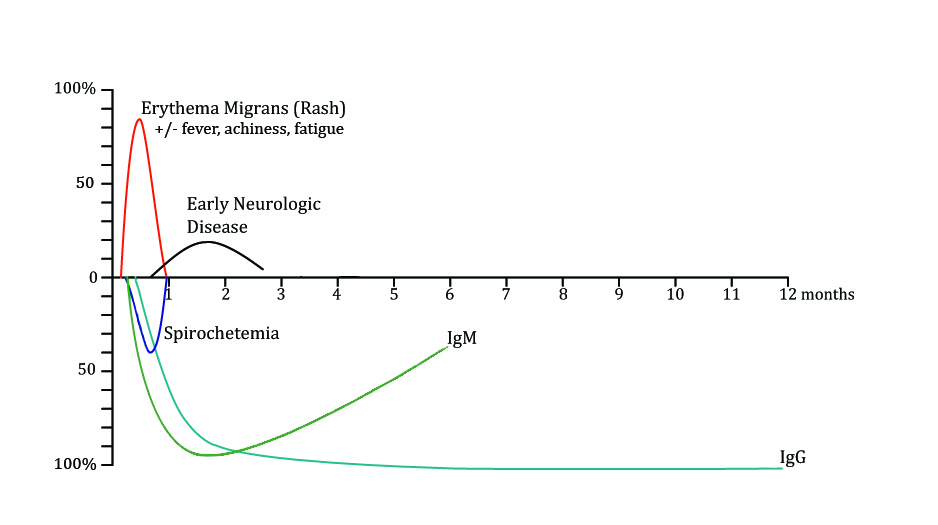 100%
Erythema Migrans (Rash)
+/- fever, achiness, fatigue
50
Early Neurologic
Disease
0
1 2 3 4 5 6 7 8 9 10 11 12 months
Spirochetemia
IgM
50
IgG
100%